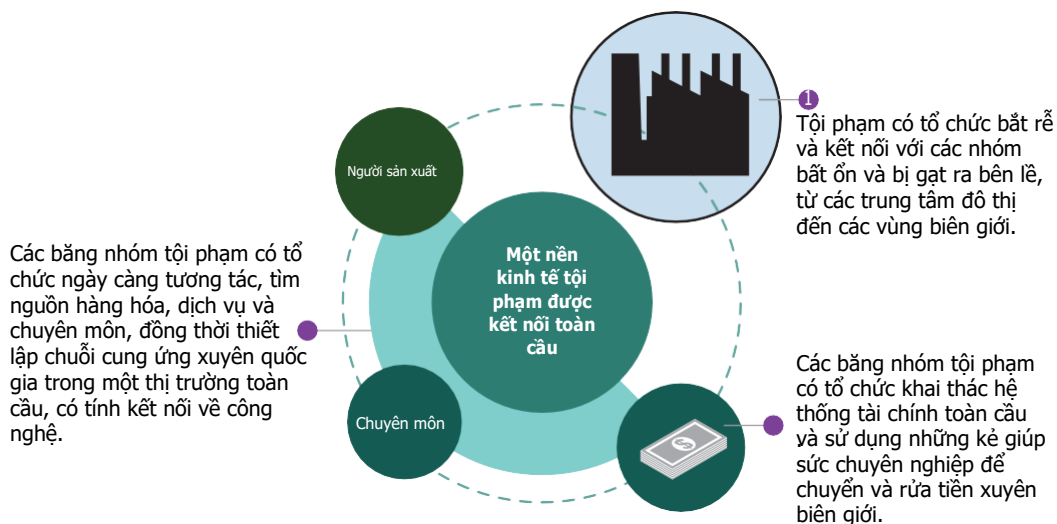 1
Tội phạm có tổ chức bắt rễ
và kết nối với các nhóm
bất ổn và bị gạt ra bên lề,
từ các trung tâm đô thị
đến các vùng biên giới.
Người sản xuất
Các băng nhóm tội phạm có tổ
chức ngày càng tương tác, tìm
nguồn hàng hóa, dịch vụ và
chuyên môn, đồng thời thiết
lập chuỗi cung ứng xuyên quốc
gia trong một thị trường toàn
cầu, có tính kết nối về công
nghệ.
Một nền
kinh tế tội
phạm được
kết nối toàn
cầu
Chuyên môn
Các băng nhóm tội phạm
có tổ chức khai thác hệ
thống tài chính toàn cầu
và sử dụng những kẻ giúp
sức chuyên nghiệp để
chuyển và rửa tiền xuyên
biên giới.